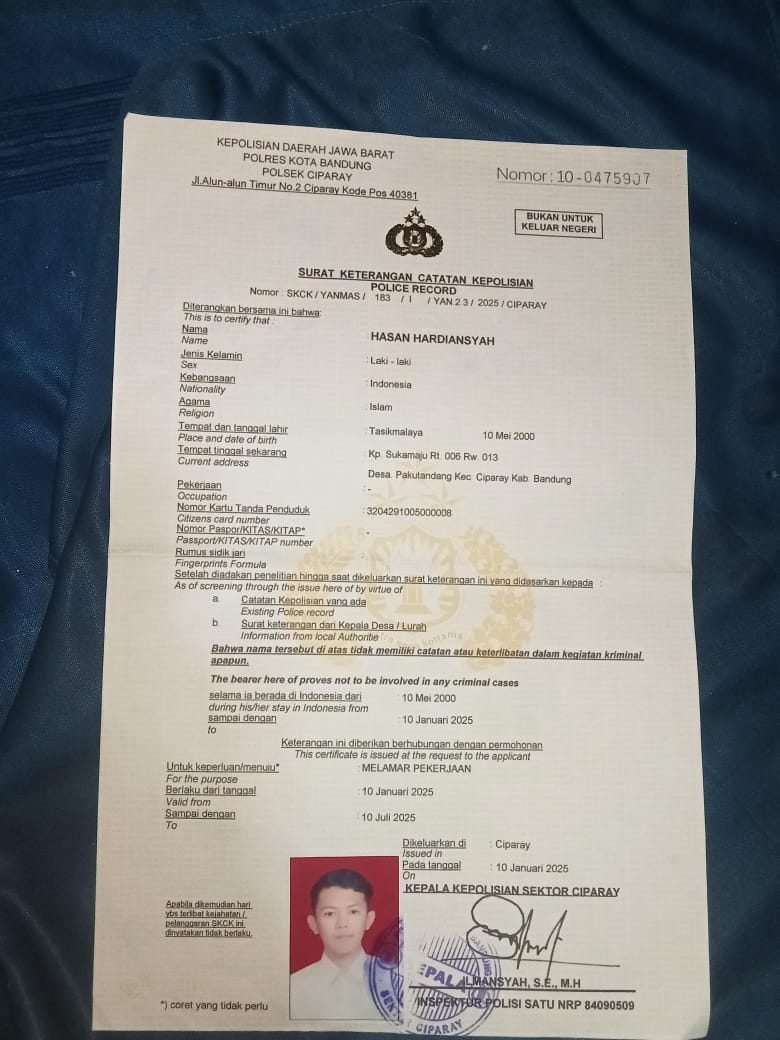 KEPOLISIAN DAERAH JAWA BARAT
POLRES KOTA BANDUNG
POLSEK CIPARAY
Jl.Alun-alun Timur No.2 Ciparay Kode Pos 40381
Nomor : 10-0475907
BUKAN UNTUK
KELUAR NEGERI
SURAT KETERANGAN CATATAN KEPOLISIAN
POLICE RECORD
Nomor : SKCK / YANMAS / 183 / I / YAN 2 3 / 2025 / CIPARAY
Diterangkan bersama ini bahwa:
This is to certify that :
Nama
Name
: HASAN HARDIANSYAH
Jenis Kelamin
Sex
: Laki - laki
Kebangsaan
Nationality
: Indonesia
Agama
Religion
: Islam
Tempat dan tanggal lahir
Place and date of birth
: Tasikmalaya 10 Mei 2000
Tempat tinggal sekarang
Current address
Kp. Sukamaju Rt. 006 Rw. 013
Desa. Pakutandang Kec. Ciparay Kab. Bandung
Pekerjaan
Occupation
: -
Nomor Kartu Tanda Penduduk
Citizens card number
: 3204291005000008
Nomor Paspor/KITAS/KITAP*
Passport/KITAS/KITAP number
: -
Rumus sidik jari
Fingerprints Formula
:
Setelah diadakan penelitian hingga saat dikeluarkan surat keterangan ini yang didasarkan kepada :
As of screening through the issue here of by virtue of
a. Catatan Kepolisian yang ada
Existing Police record
b. Surat keterangan dari Kepala Desa / Lurah
Information from local Authoritie
Bahwa nama tersebut di atas tidak memiliki catatan atau keterlibatan dalam kegiatan kriminal
apapun.
The bearer here of proves not to be involved in any criminal cases
selama ia berada di Indonesia dari
during his/her stay in Indonesia from
: 10 Mei 2000
sampai dengan
to
: 10 Januari 2025
Keterangan ini diberikan berhubungan dengan permohonan
This certificate is issued at the request to the applicant
Untuk keperluan/menuju*
For the purpose
: MELAMAR PEKERJAAN
Berlaku dari tanggal
Valid from
: 10 Januari 2025
Sampai dengan
To
: 10 Juli 2025
Dikeluarkan di
Issued in
: Ciparay
Pada tanggal
On
: 10 Januari 2025
KEPALA KEPOLISIAN SEKTOR CIPARAY
Apabila dikemudian hari
ybs terlibat kejahatan /
pelanggaran SKCK ini
dinyatakan tidak berlaku.
KEPALA
BANDUNG
CIPARAY
ILMANSYAH, S.E., M.H
INSPEKTUR POLISI SATU NRP 84090509
*) coret yang tidak perlu